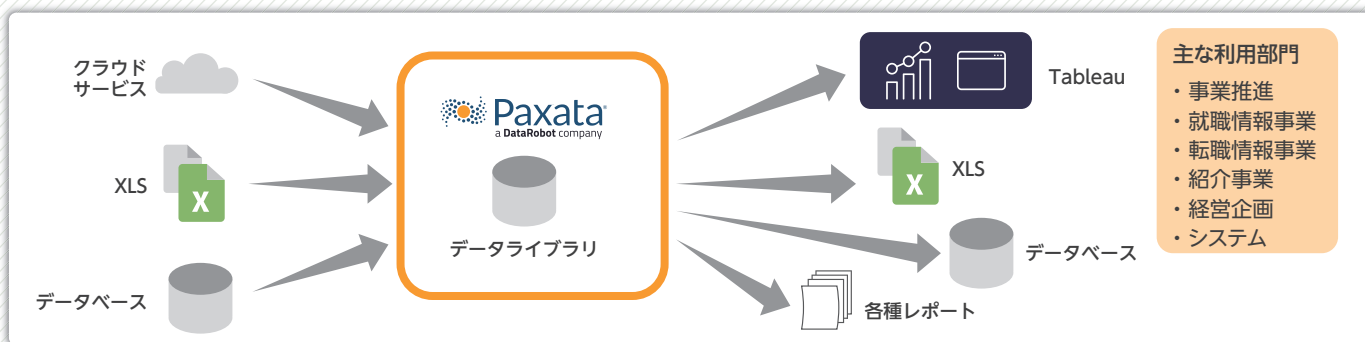 クラウド
サービス
XLS
X
データベース
Paxata
a DataRobot company
データライブラリ
Tableau
X
XLS
データベース
各種レポート
主な利用部門
・事業推進
・就職情報事業
・転職情報事業
・紹介事業
・経営企画
・システム